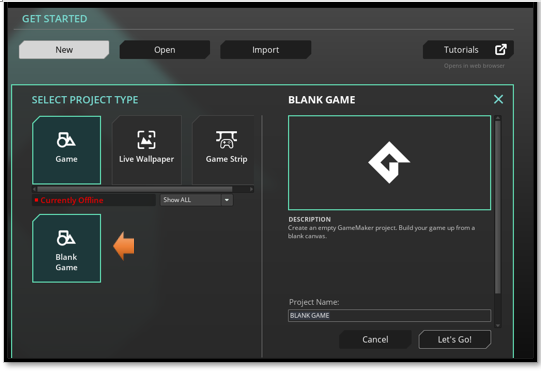 GET STARTED
New
Open
Import
Tutorials
Opens in web browser
SELECT PROJECT TYPE
Game
Live Wallpaper
Game Strip
Currently Offline
Show ALL
Blank
Game
BLANK GAME
DESCRIPTION
Create an empty GameMaker project. Build your game up from a
blank canvas.
Project Name:
BLANK GAME
Cancel
Let's Go!